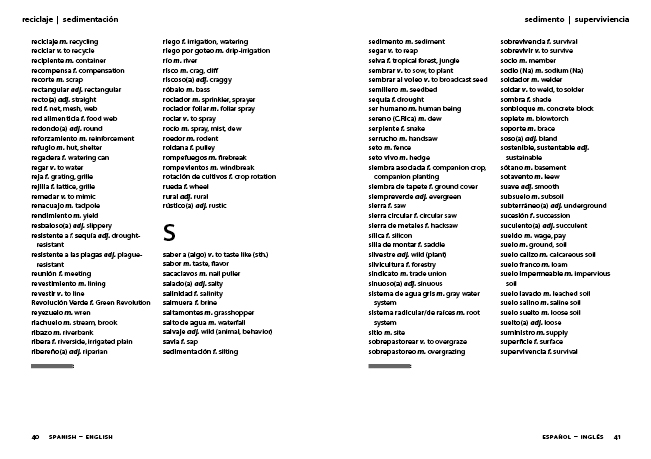 reciclaje | sedimentación
reciclaje m. recycling
reciclar v. to recycle
recipiente m. container
recompensa f. compensation
recorte m. scrap
rectangular adj. rectangular
recto(a) adj. straight
red f. net, mesh, web
red alimenticia f. food web
redondo(a) adj. round
reforzamiento m. reinforcement
refugio m. hut, shelter
regadera f. watering can
regar v. to water
reja f. grating, grille
rejilla f. lattice, grille
remedar v. to mimic
renacuajo m. tadpole
rendimiento m. yield
resbaloso(a) adj. slippery
resistente a f. sequía adj. drought-
resistant
resistente a las plagas adj. plague-
resistant
reunión f. meeting
revestimiento m. lining
revestir v. to line
Revolución Verde f. Green Revolution
reyezuelo m. wren
riachuelo m. stream, brook
ribazo m. riverbank
ribera f. riverside, irrigated plain
ribereño(a) adj. riparian
riego f. irrigation, watering
riego por goteo m. drip-irrigation
río m. river
risco m. crag, cliff
riscoso(a) adj. craggy
róbalo m. bass
rociador m. sprinkler, sprayer
rociador foliar m. foliar spray
rociar v. to spray
rocío m. spray, mist, dew
roedor m. rodent
roldana f. pulley
rompefuegos m. firebreak
rompevientos m. windbreak
rotación de cultivos f. crop rotation
rueda f. wheel
rural adj. rural
rústico(a) adj. rustic
S
saber a (algo) v. to taste like (sth.)
sabor m. taste, flavor
sacaclavos m. nail puller
salado(a) adj. salty
salinidad f. salinity
salmuera f. brine
saltamontes m. grasshopper
salto de agua m. waterfall
salvaje adj. wild (animal, behavior)
savia f. sap
sedimentación f. silting
40 SPANISH – ENGLISH
sedimento | superviviencia
sedimento m. sediment
segar v. to reap
selva f. tropical forest, jungle
sembrar v. to sow, to plant
sembrar al voleo v. to broadcast seed
semillero m. seedbed
sequía f. drought
ser humano m. human being
sereno (C.Rica) m. dew
serpiente f. snake
serrucho m. handsaw
seto m. fence
seto vivo m. hedge
siembra asociada f. companion crop,
companion planting
siembra de tapete f. ground cover
siempreverde adj. evergreen
sierra f. saw
sierra circular f. circular saw
sierra de metales f. hacksaw
sílica f. silicon
silla de montar f. saddle
silvestre adj. wild (plant)
silvicultura f. forestry
sindicato m. trade union
sinuoso(a) adj. sinuous
sistema de agua gris m. gray water
system
sistema radicular/de raíces m. root
system
sitio m. site
sobrepastorear v. to overgraze
sobrepastoreo m. overgrazing
sobrevivencia f. survival
sobrevivir v. to survive
socio m. member
sodio (Na) m. sodium (Na)
soldador m. welder
soldar v. to weld, to solder
sombra f. shade
sonbloque m. concrete block
soplete m. blowtorch
soporte m. brace
soso(a) adj. bland
sostenible, sustentable adj.
sustainable
sótano m. basement
sotavento m. leew
suave adj. smooth
subsuelo m. subsoil
subterráneo(a) adj. underground
sucesión f. succession
suculento(a) adj. succulent
sueldo m. wage, pay
suelo m. ground, soil
suelo calizo m. calcareous soil
suelo franco m. loam
suelo impermeable m. impervious
soil
suelo lavado m. leached soil
suelo salino m. saline soil
suelo suelto m. loose soil
suelto(a) adj. loose
suministro m. supply
superficie f. surface
supervivencia f. survival
ESPAÑOL – INGLÉS 41